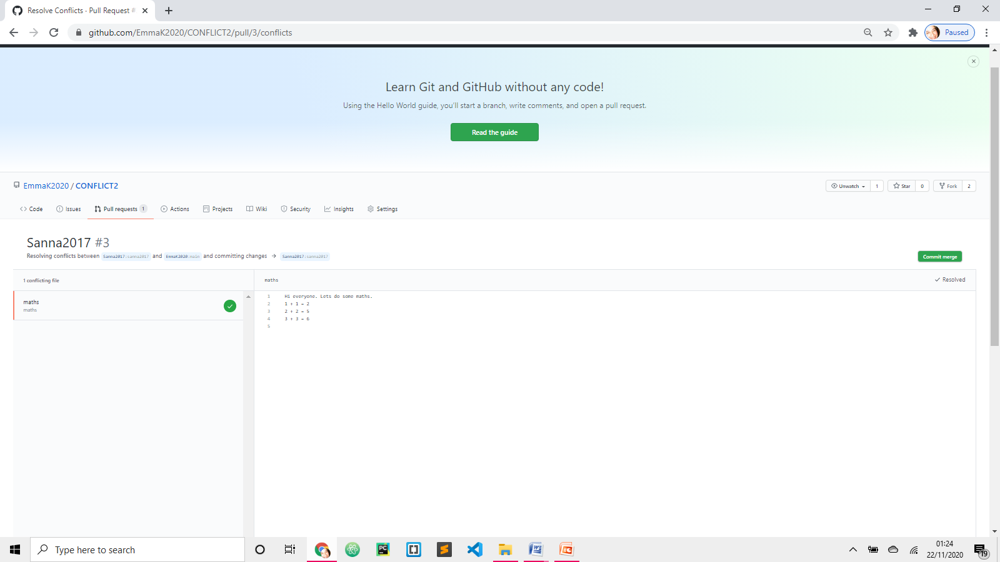 Resolve Conflicts · Pull Request #
github.com/EmmaK2020/CONFLICT2/pull/3/conflicts
Paused
Learn Git and GitHub without any code!
Using the Hello World guide, you'll start a branch, write comments, and open a pull request.
Read the guide
EmmaK2020 / CONFLICT2
Unwatch 1 Star 0 Fork 2
Code Issues Pull requests 1 Actions Projects Wiki Security Insights Settings
Sanna2017 #3
Resolving conflicts between Sanna2017:sanna2017 and EmmaK2020:main and committing changes → Sanna2017:sanna2017
Commit merge
1 conflicting file
maths
Resolved
maths
maths
1 Hi everyone. Lets do some maths.
2 1 + 1 = 2
3 2 + 2 = 5
4 3 + 3 = 6
5
Type here to search
PC
WE
EC
01:24
22/11/2020
19